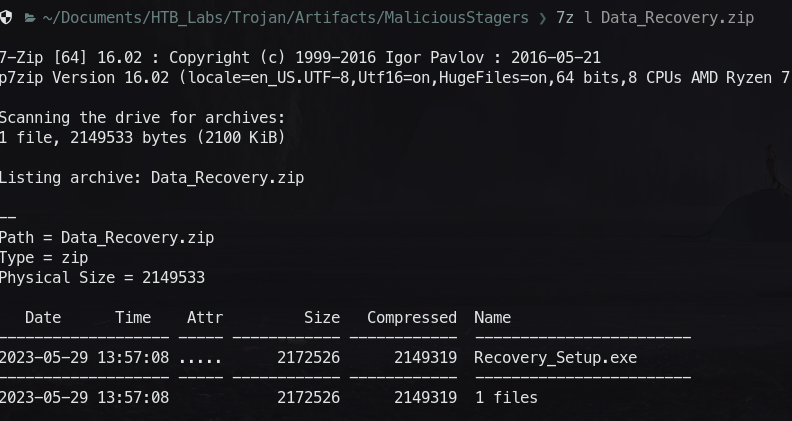 ~/Documents/HTB_Labs/Trojan/Artifacts/MaliciousStagers ❯ 7z l Data_Recovery.zip
7-Zip [64] 16.02 : Copyright (c) 1999-2016 Igor Pavlov : 2016-05-21
p7zip Version 16.02 (locale=en_US.UTF-8,Utf16=on,HugeFiles=on,64 bits,8 CPUs AMD Ryzen 7
Scanning the drive for archives:
1 file, 2149533 bytes (2100 KiB)
Listing archive: Data_Recovery.zip
--
Path = Data_Recovery.zip
Type = zip
Physical Size = 2149533
   Date      Time    Attr         Size   Compressed  Name
------------------- ----- ------------ ------------  ------------------------
2023-05-29 13:57:08 .....      2172526      2149319  Recovery_Setup.exe
------------------- ----- ------------ ------------  ------------------------
2023-05-29 13:57:08            2172526      2149319  1 files